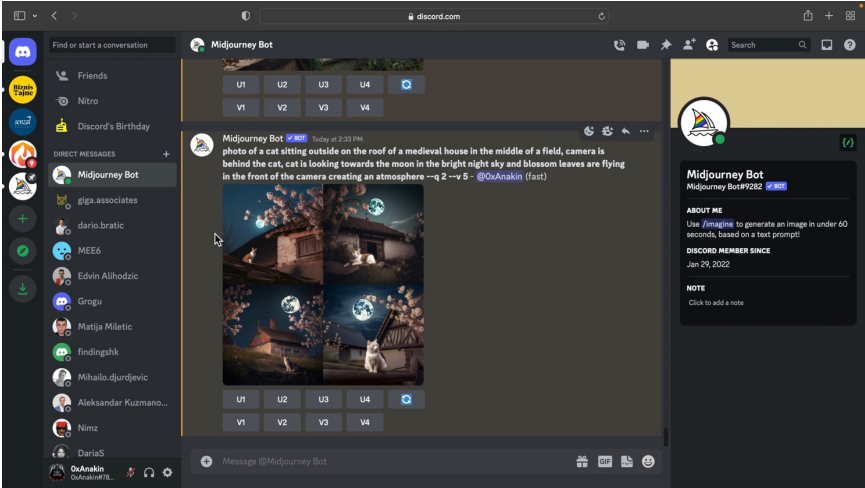 discord.com
Find or start a conversation
Midjourney Bot
Search
Biznis
Tajne
senzai
9
Friends
Nitro
Discord's Birthday
DIRECT MESSAGES +
Midjourney Bot
giga.associates
dario.bratic
MEE6
Edvin Alihodzic
Grogu
Matija Miletic
findingshk
Mihailo.djurdjevic
Aleksandar Kuzmano...
Nimz
DariaS
0xAnakin
0xAnakin#78...
U1 U2 U3 U4
V1 V2 V3 V4
Midjourney Bot ✓ BOT Today at 2:33 PM
photo of a cat sitting outside on the roof of a medieval house in the middle of a field, camera is
behind the cat, cat is looking towards the moon in the bright night sky and blossom leaves are flying
in the front of the camera creating an atmosphere --q 2 --v 5 - @0xAnakin (fast)
U1 U2 U3 U4
V1 V2 V3 V4
Message @Midjourney Bot
GIF
Midjourney Bot
Midjourney Bot#9282 ✓ BOT
ABOUT ME
Use /imagine to generate an image in under 60
seconds, based on a text prompt!
DISCORD MEMBER SINCE
Jan 29, 2022
NOTE
Click to add a note